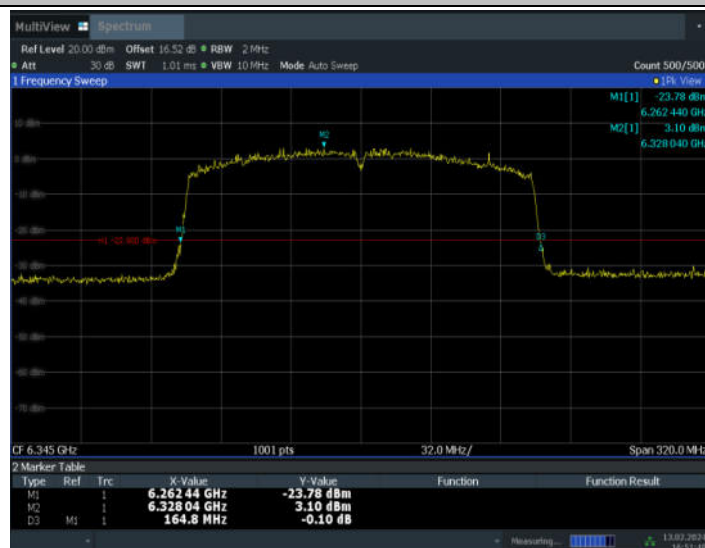 MultiView Spectrum
Ref Level 20.00 dBm Offset 16.52 dB RBW 2 MHz
Att 30 dB SWT 1.01 ms VBW 10 MHz Mode Auto Sweep Count 500/500
1 Frequency Sweep 1Pk View
M1[1] -23.78 dBm
6.262 440 GHz
M2[1] 3.10 dBm
6.328 040 GHz
10 dBm
M2
0 dBm
-10 dBm
-20 dBm
M1
D3
-30 dBm
-40 dBm
-50 dBm
-60 dBm
-70 dBm
CF 6.345 GHz 1001 pts 32.0 MHz/ Span 320.0 MHz
2 Marker Table
Type Ref Trc X-Value Y-Value Function Function Result
M1 1 6.262 44 GHz -23.78 dBm
M2 1 6.328 04 GHz 3.10 dBm
D3 M1 1 164.8 MHz -0.10 dB
Measuring... 13.02.2024